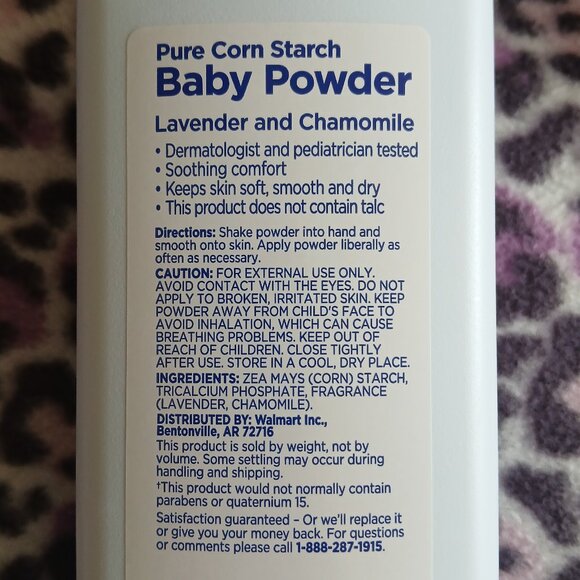 Pure Corn Starch
Baby Powder
Lavender and Chamomile
• Dermatologist and pediatrician tested
• Soothing comfort
• Keeps skin soft, smooth and dry
• This product does not contain talc
Directions: Shake powder into hand and
smooth onto skin. Apply powder liberally as
often as necessary.
CAUTION: FOR EXTERNAL USE ONLY.
AVOID CONTACT WITH THE EYES. DO NOT
APPLY TO BROKEN, IRRITATED SKIN. KEEP
POWDER AWAY FROM CHILD'S FACE TO
AVOID INHALATION, WHICH CAN CAUSE
BREATHING PROBLEMS. KEEP OUT OF
REACH OF CHILDREN. CLOSE TIGHTLY
AFTER USE. STORE IN A COOL, DRY PLACE.
INGREDIENTS: ZEA MAYS (CORN) STARCH,
TRICALCIUM PHOSPHATE, FRAGRANCE
(LAVENDER, CHAMOMILE).
DISTRIBUTED BY: Walmart Inc.,
Bentonville, AR 72716
This product is sold by weight, not by
volume. Some settling may occur during
handling and shipping.
†This product would not normally contain
parabens or quaternium 15.
Satisfaction guaranteed – Or we'll replace it
or give you your money back. For questions
or comments please call 1-888-287-1915.